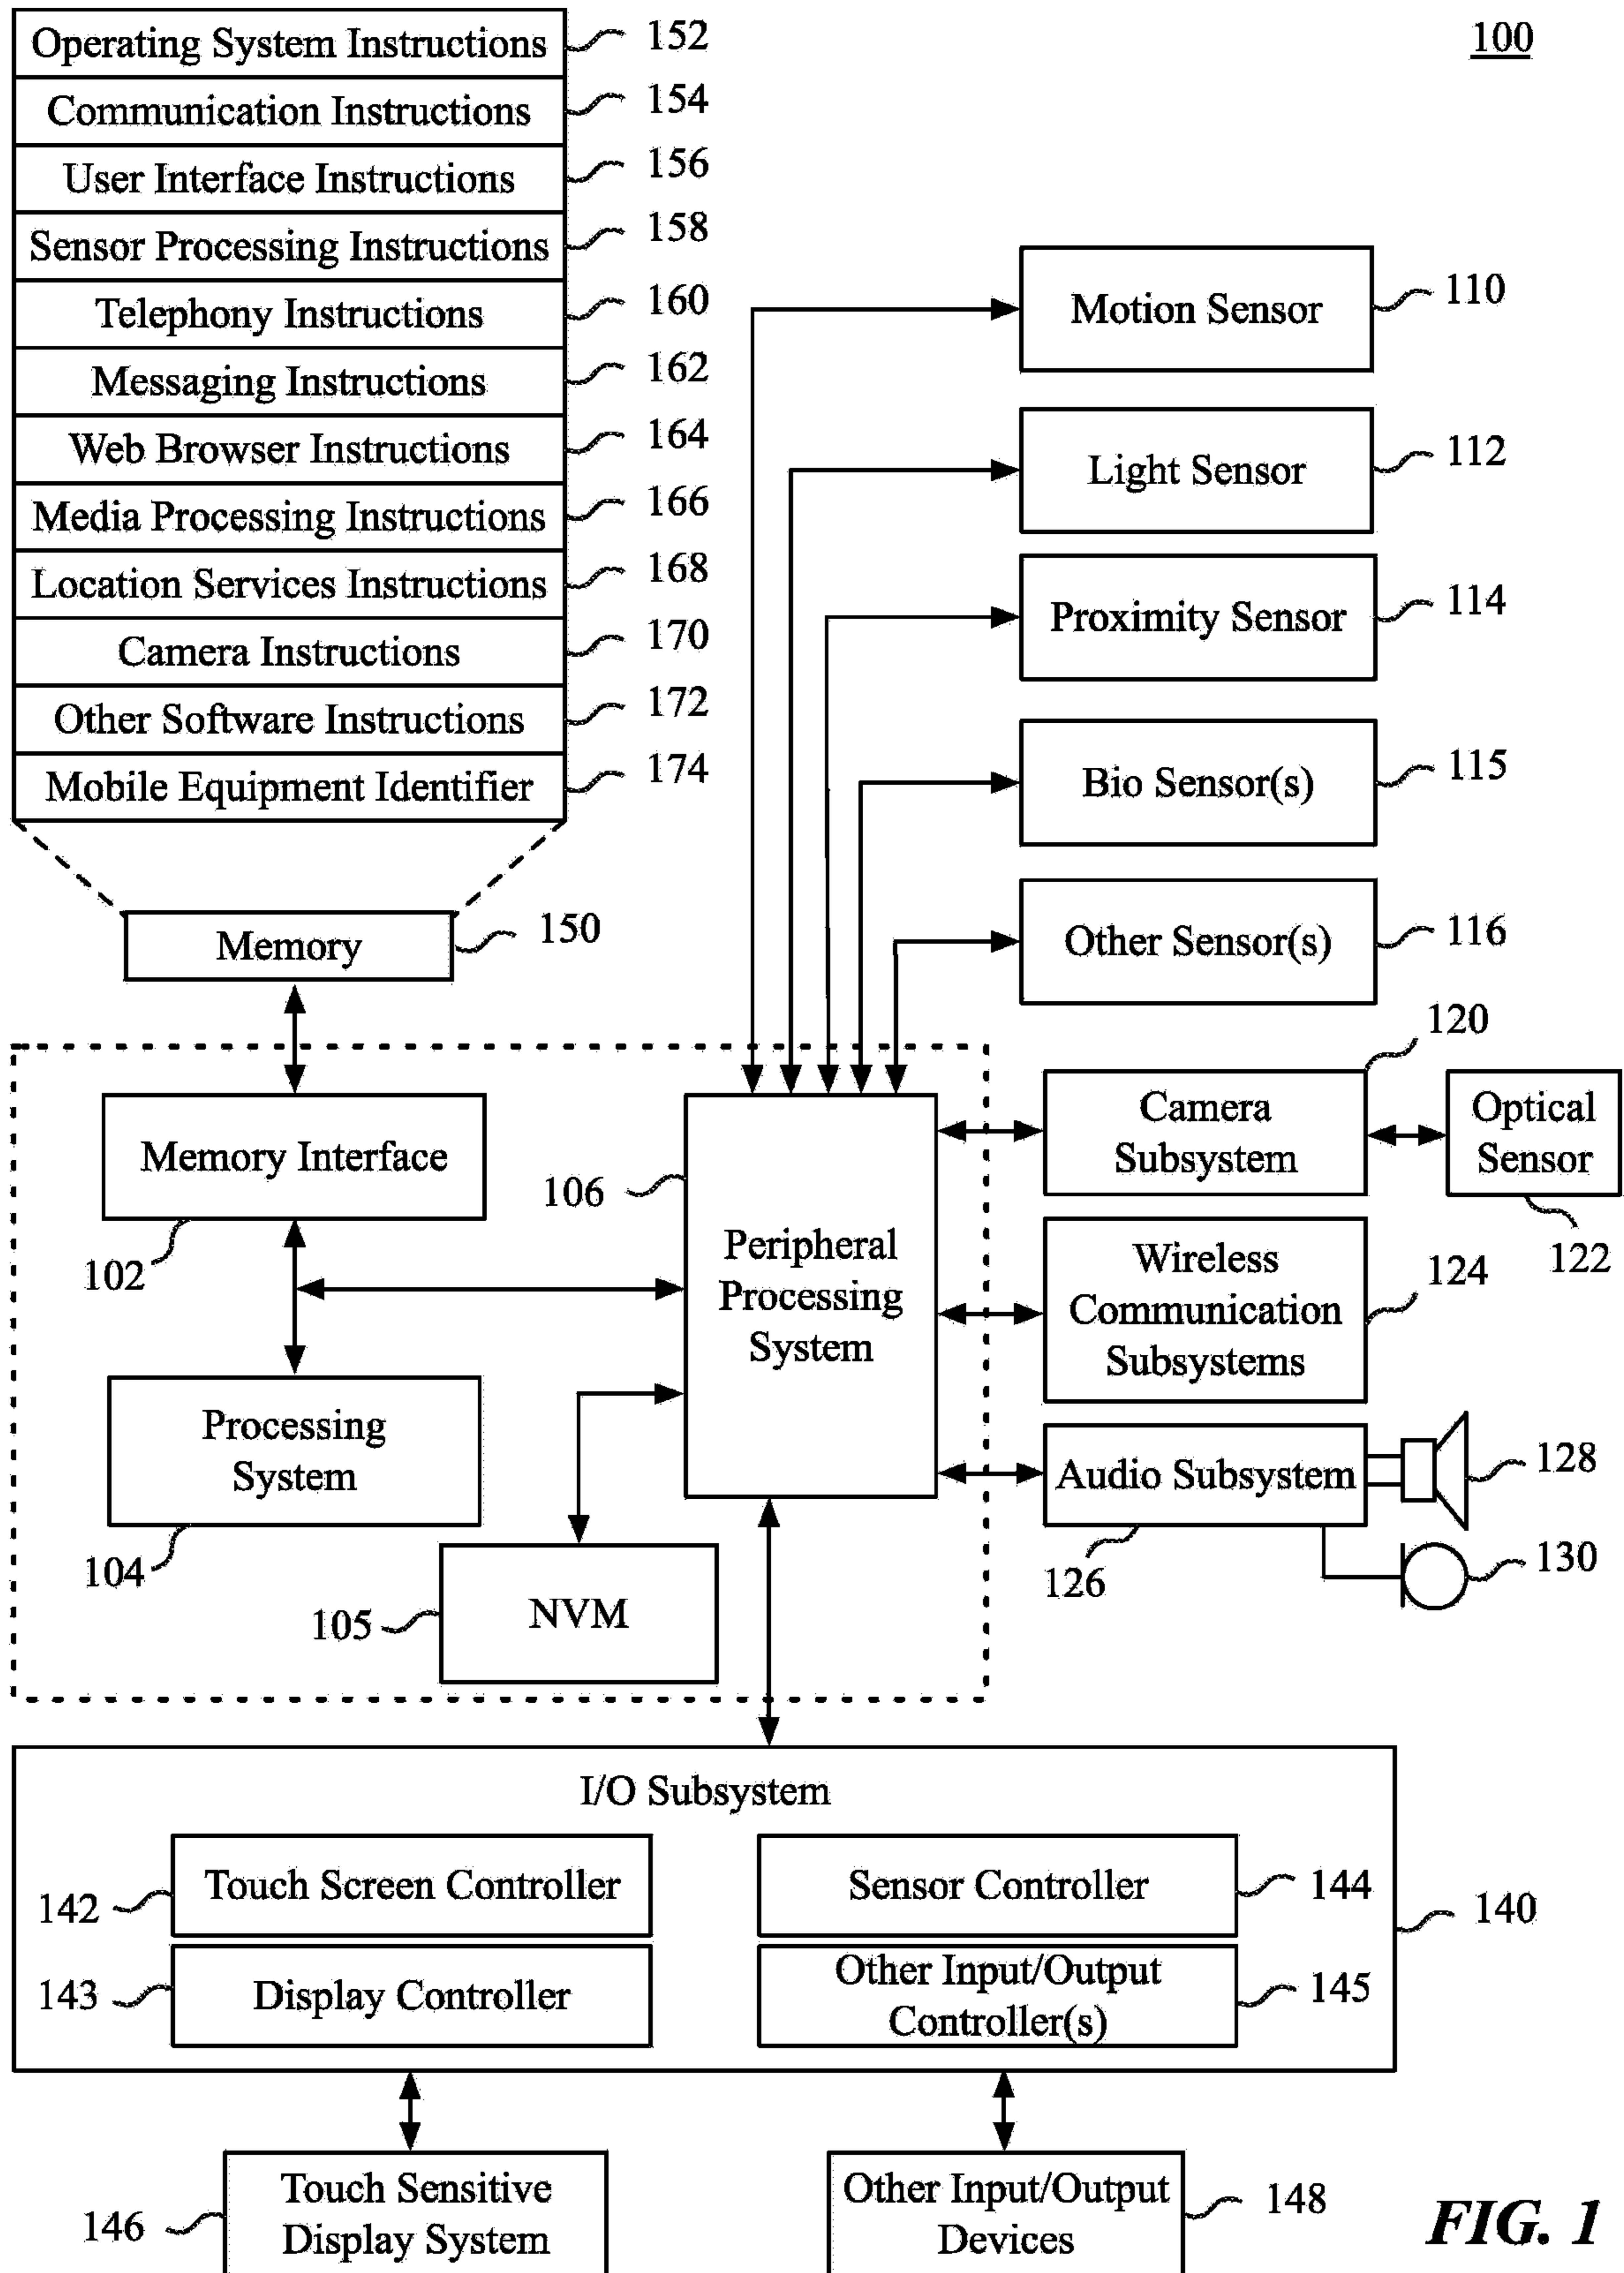 Operating System Instructions 152
100
Communication Instructions 154
User Interface Instructions 156
Sensor Processing Instructions 158
Telephony Instructions 160
Messaging Instructions 162
Web Browser Instructions 164
Media Processing Instructions 166
Location Services Instructions 168
Camera Instructions 170
Other Software Instructions 172
Mobile Equipment Identifier 174
Memory 150
Motion Sensor 110
Light Sensor 112
Proximity Sensor 114
Bio Sensor(s) 115
Other Sensor(s) 116
Memory Interface
102
Processing
System
104
105 NVM
106
Peripheral
Processing
System
120
Camera
Subsystem
Optical
Sensor
122
Wireless
Communication
Subsystems
124
Audio Subsystem
126
128
130
I/O Subsystem
142 Touch Screen Controller
143 Display Controller
Sensor Controller 144
Other Input/Output
Controller(s)
145
140
Touch Sensitive
Display System
146
Other Input/Output
Devices
148
FIG. 1